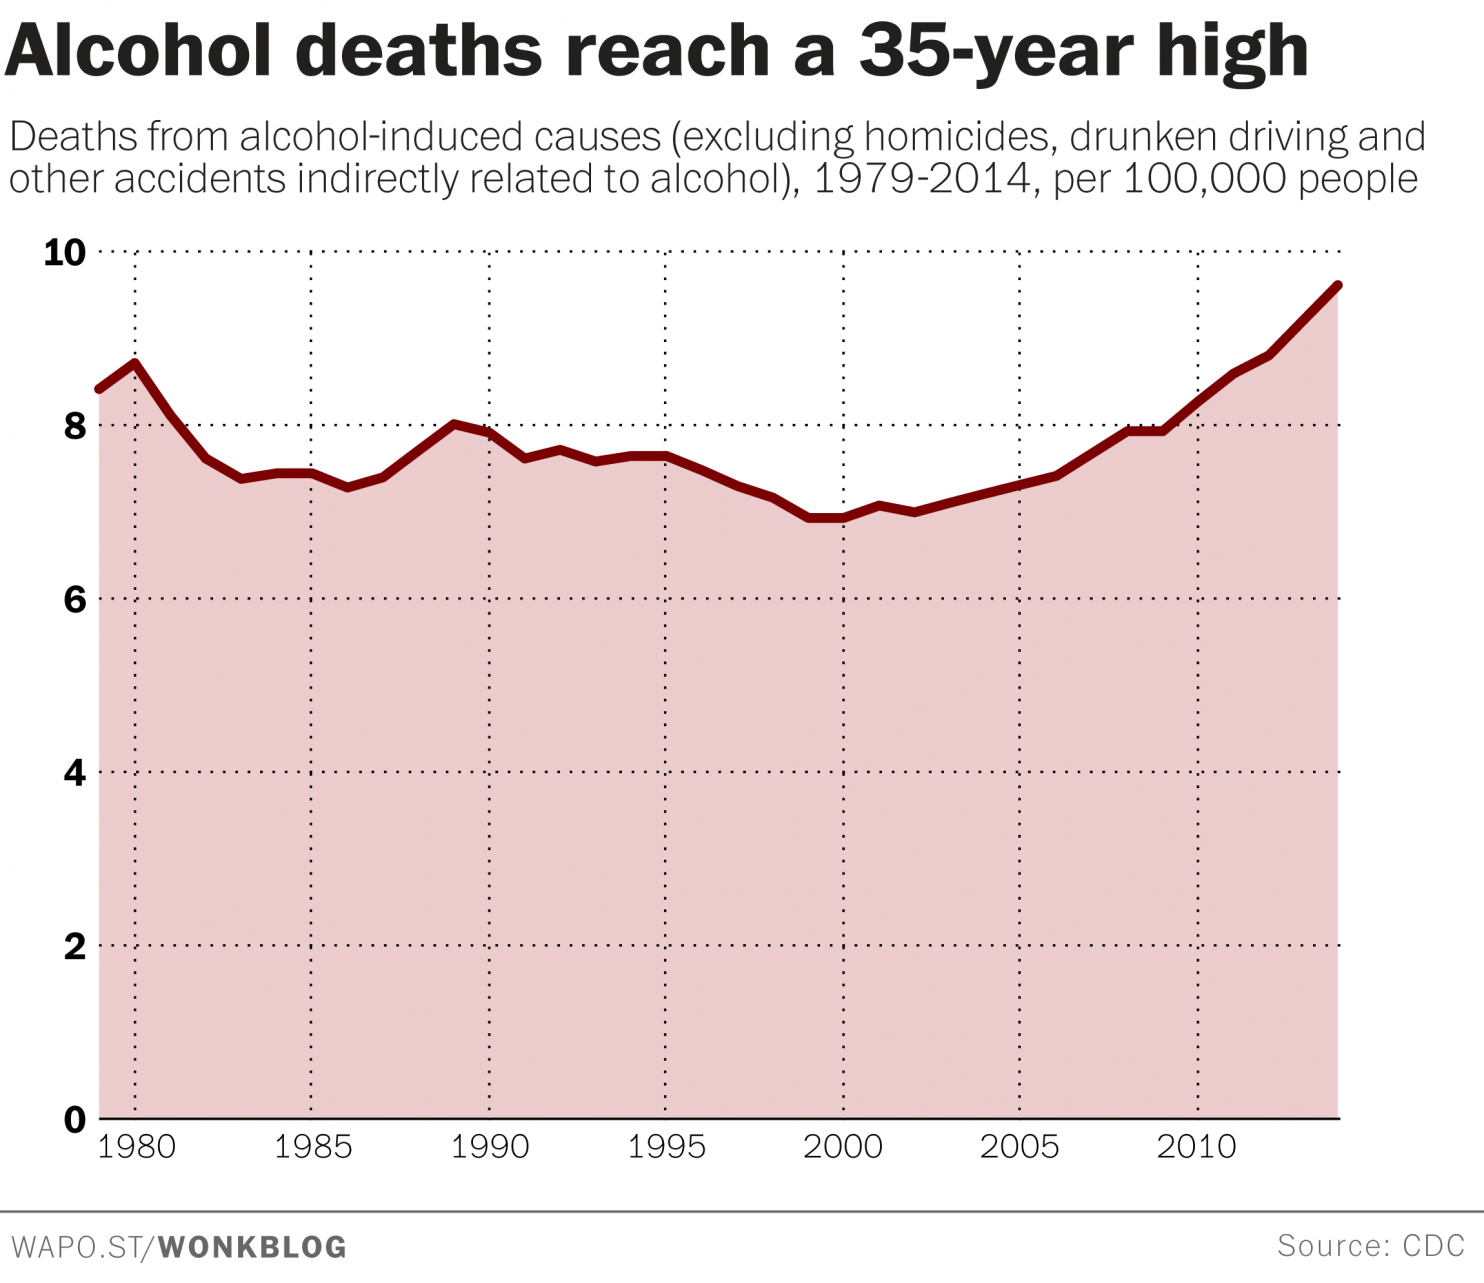 Alcohol deaths reach a 35-year high
Deaths from alcohol-induced causes (excluding homicides, drunken driving and
other accidents indirectly related to alcohol), 1979-2014, per 100,000 people
10
8
6
4
2
0
1980 1985 1990 1995 2000 2005 2010
WAPO.ST/WONKBLOG Source: CDC